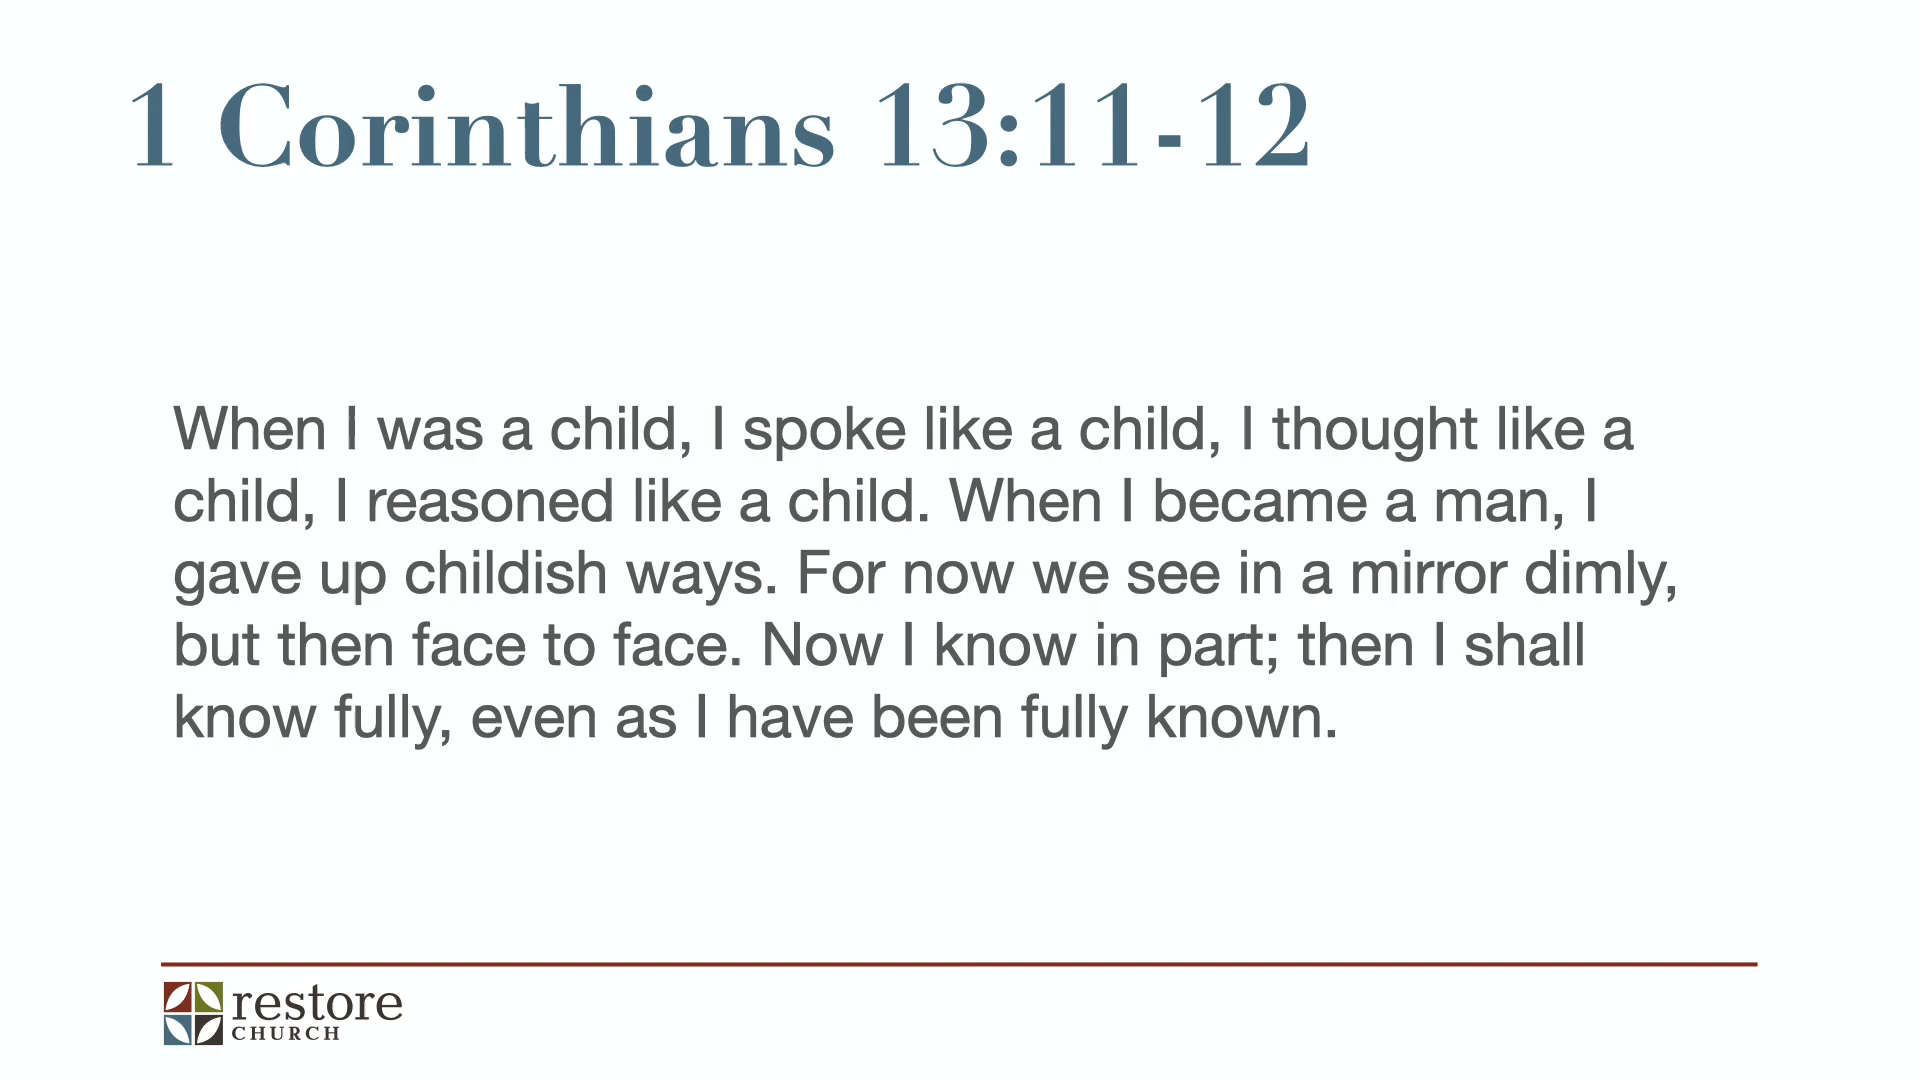 1 Corinthians 13:11-12
When I was a child, I spoke like a child, I thought like a
child, I reasoned like a child. When I became a man, I
gave up childish ways. For now we see in a mirror dimly,
but then face to face. Now I know in part; then I shall
know fully, even as I have been fully known.
restore
CHURCH